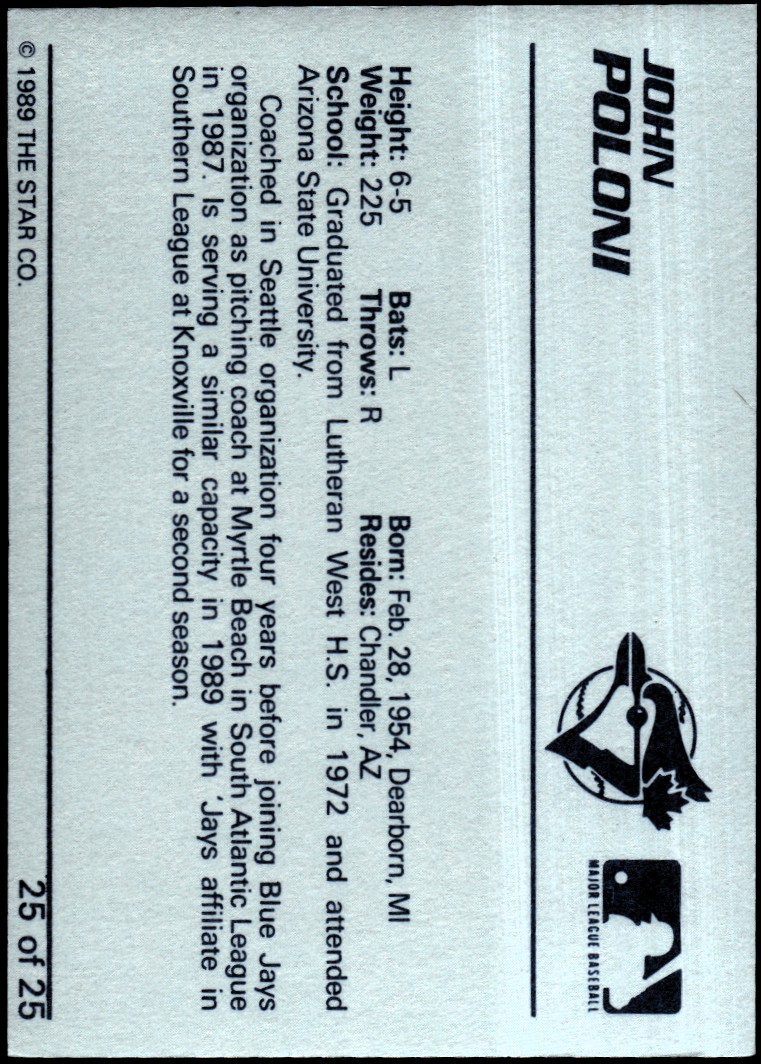 JOHN
POLONI
MAJOR LEAGUE BASEBALL
Height: 6-5 Bats: L Born: Feb. 28, 1954, Dearborn, MI
Weight: 225 Throws: R Resides: Chandler, AZ
School: Graduated from Lutheran West H.S. in 1972 and attended
Arizona State University.
Coached in Seattle organization four years before joining Blue Jays
organization as pitching coach at Myrtle Beach in South Atlantic League
in 1987. Is serving a similar capacity in 1989 with 'Jays affiliate in
Southern League at Knoxville for a second season.
© 1989 THE STAR CO.
25 of 25